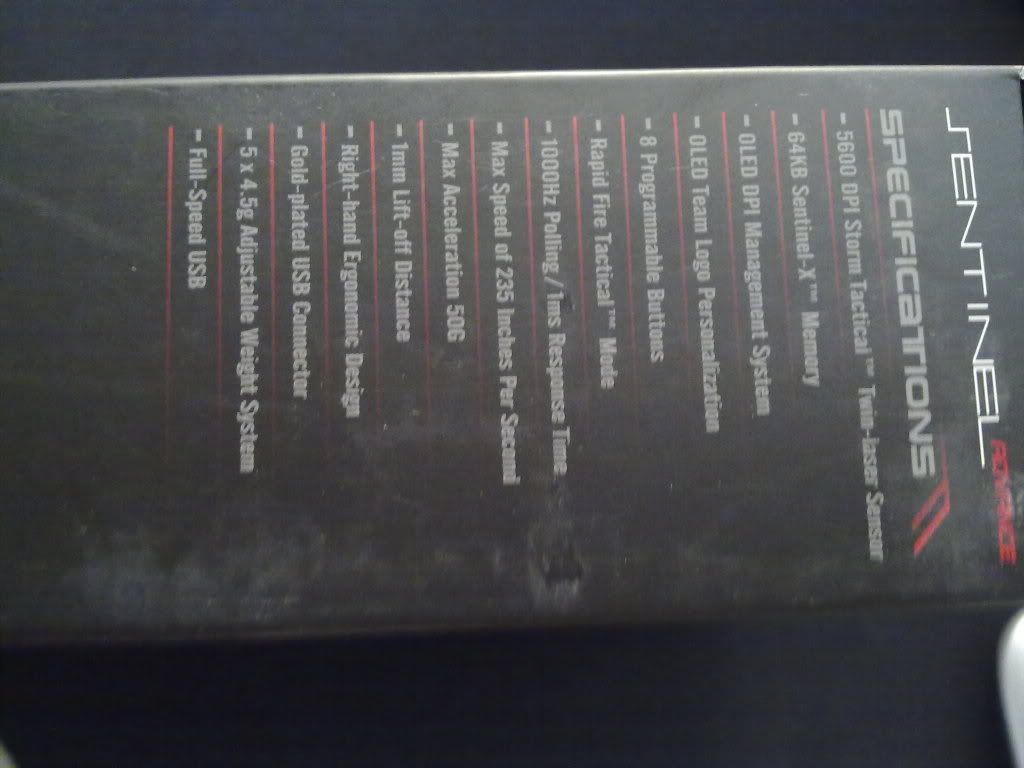 SENTINEL ADVANCE
SPECIFICATIONS
- 5600 DPI Storm Tactical™ Twin-laser Sensor
- 64KB Sentinel-X™ Memory
- OLED DPI Management System
- OLED Team Logo Personalization
- 8 Programmable Buttons
- Rapid Fire Tactical™ Mode
- 1000Hz Polling / 1ms Response Time
- Max Speed of 235 Inches Per Second
- Max Acceleration 50G
- 1mm Lift-off Distance
- Right-hand Ergonomic Design
- Gold-plated USB Connector
- 5 x 4.5g Adjustable Weight System
- Full-Speed USB